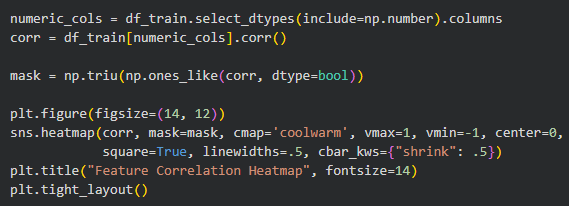 numeric_cols = df_train.select_dtypes(include=np.number).columns
corr = df_train[numeric_cols].corr()

mask = np.triu(np.ones_like(corr, dtype=bool))

plt.figure(figsize=(14, 12))
sns.heatmap(corr, mask=mask, cmap='coolwarm', vmax=1, vmin=-1, center=0,
            square=True, linewidths=.5, cbar_kws={"shrink": .5})
plt.title("Feature Correlation Heatmap", fontsize=14)
plt.tight_layout()